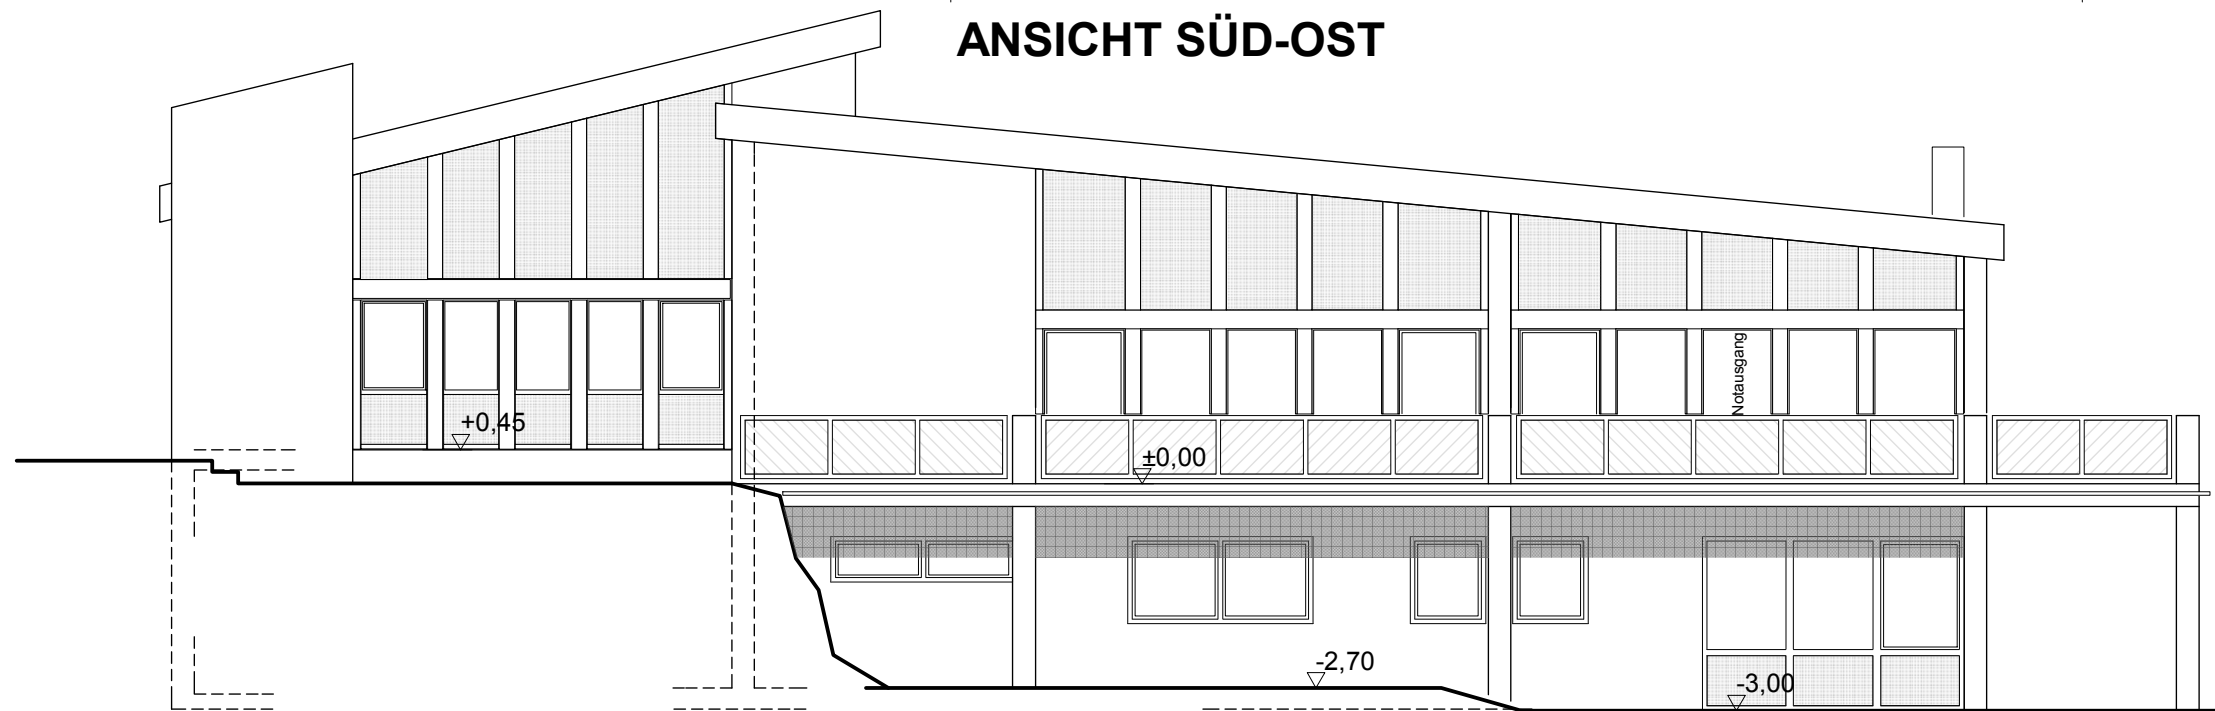 ANSICHT SÜD-OST
Notausgang
+0,45
±0,00
-2,70
-3,00